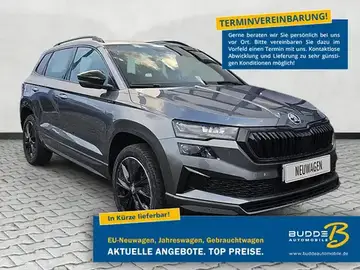 TERMINVEREINBARUNG!
Gerne beraten wir Sie persönlich bei uns
vor Ort. Bitte vereinbaren Sie dazu im
Vorfeld einen Termin mit uns. Kontaktlose
Abwicklung und Lieferung zu sehr günsti-
gen Konditionen möglich!
NEUWAGEN
In Kürze lieferbar!
EU-Neuwagen, Jahreswagen, Gebrauchtwagen
AKTUELLE ANGEBOTE. TOP PREISE.
BUDDE
AUTOMOBILE
www.buddeautomobile.de